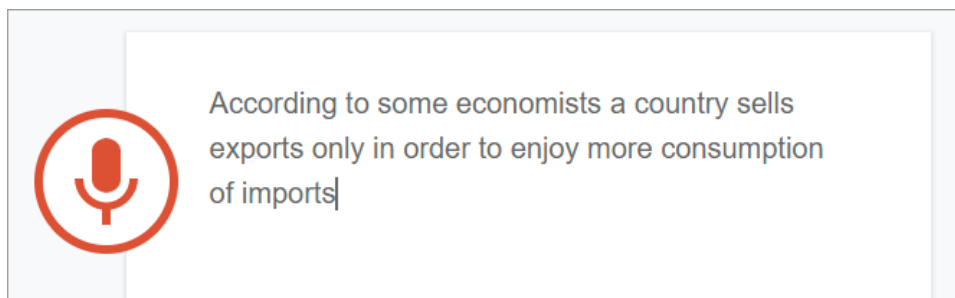 According to some economists a country sells
exports only in order to enjoy more consumption
of imports